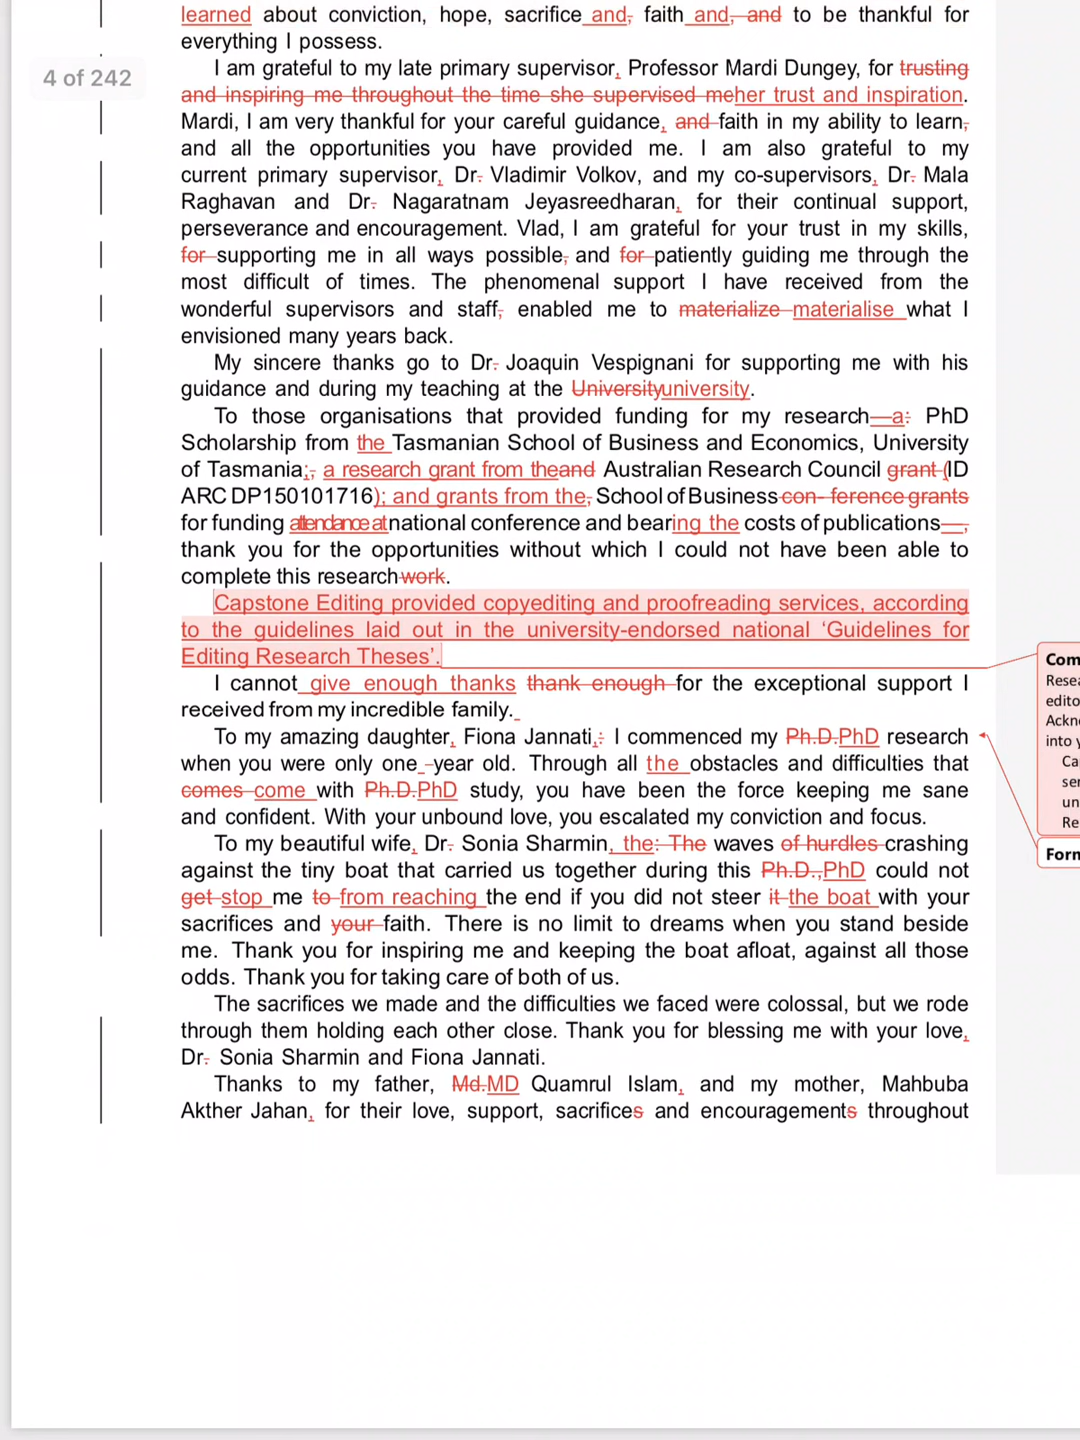 learned about conviction, hope, sacrifice and, faith and, and to be thankful for
everything I possess.
4 of 242
I am grateful to my late primary supervisor, Professor Mardi Dungey, for trusting
and inspiring me throughout the time she supervised meher trust and inspiration.
Mardi, I am very thankful for your careful guidance, and faith in my ability to learn,
and all the opportunities you have provided me. I am also grateful to my
current primary supervisor, Dr. Vladimir Volkov, and my co-supervisors, Dr. Mala
Raghavan and Dr. Nagaratnam Jeyasreedharan, for their continual support,
perseverance and encouragement. Vlad, I am grateful for your trust in my skills,
for supporting me in all ways possible, and for patiently guiding me through the
most difficult of times. The phenomenal support I have received from the
wonderful supervisors and staff, enabled me to materialize materialise what I
envisioned many years back.
My sincere thanks go to Dr. Joaquin Vespignani for supporting me with his
guidance and during my teaching at the Universityuniversity.
To those organisations that provided funding for my research—a: PhD
Scholarship from the Tasmanian School of Business and Economics, University
of Tasmania;, a research grant from theand Australian Research Council grant (ID
ARC DP150101716); and grants from the, School of Business con- ference grants
for funding attendance at national conference and bearing the costs of publications—,
thank you for the opportunities without which I could not have been able to
complete this research work.
Capstone Editing provided copyediting and proofreading services, according
to the guidelines laid out in the university-endorsed national ‘Guidelines for
Editing Research Theses’.
I cannot give enough thanks thank enough for the exceptional support I
received from my incredible family.
To my amazing daughter, Fiona Jannati,: I commenced my Ph.D.PhD research
when you were only one -year old. Through all the obstacles and difficulties that
comes come with Ph.D.PhD study, you have been the force keeping me sane
and confident. With your unbound love, you escalated my conviction and focus.
To my beautiful wife, Dr. Sonia Sharmin, the: The waves of hurdles crashing
against the tiny boat that carried us together during this Ph.D.,PhD could not
get stop me to from reaching the end if you did not steer it the boat with your
sacrifices and your faith. There is no limit to dreams when you stand beside
me. Thank you for inspiring me and keeping the boat afloat, against all those
odds. Thank you for taking care of both of us.
The sacrifices we made and the difficulties we faced were colossal, but we rode
through them holding each other close. Thank you for blessing me with your love,
Dr. Sonia Sharmin and Fiona Jannati.
Thanks to my father, Md.MD Quamrul Islam, and my mother, Mahbuba
Akther Jahan, for their love, support, sacrifices and encouragements throughout
Com
Resea
edito
Ackn
into y
Ca
ser
un
Re
Forn